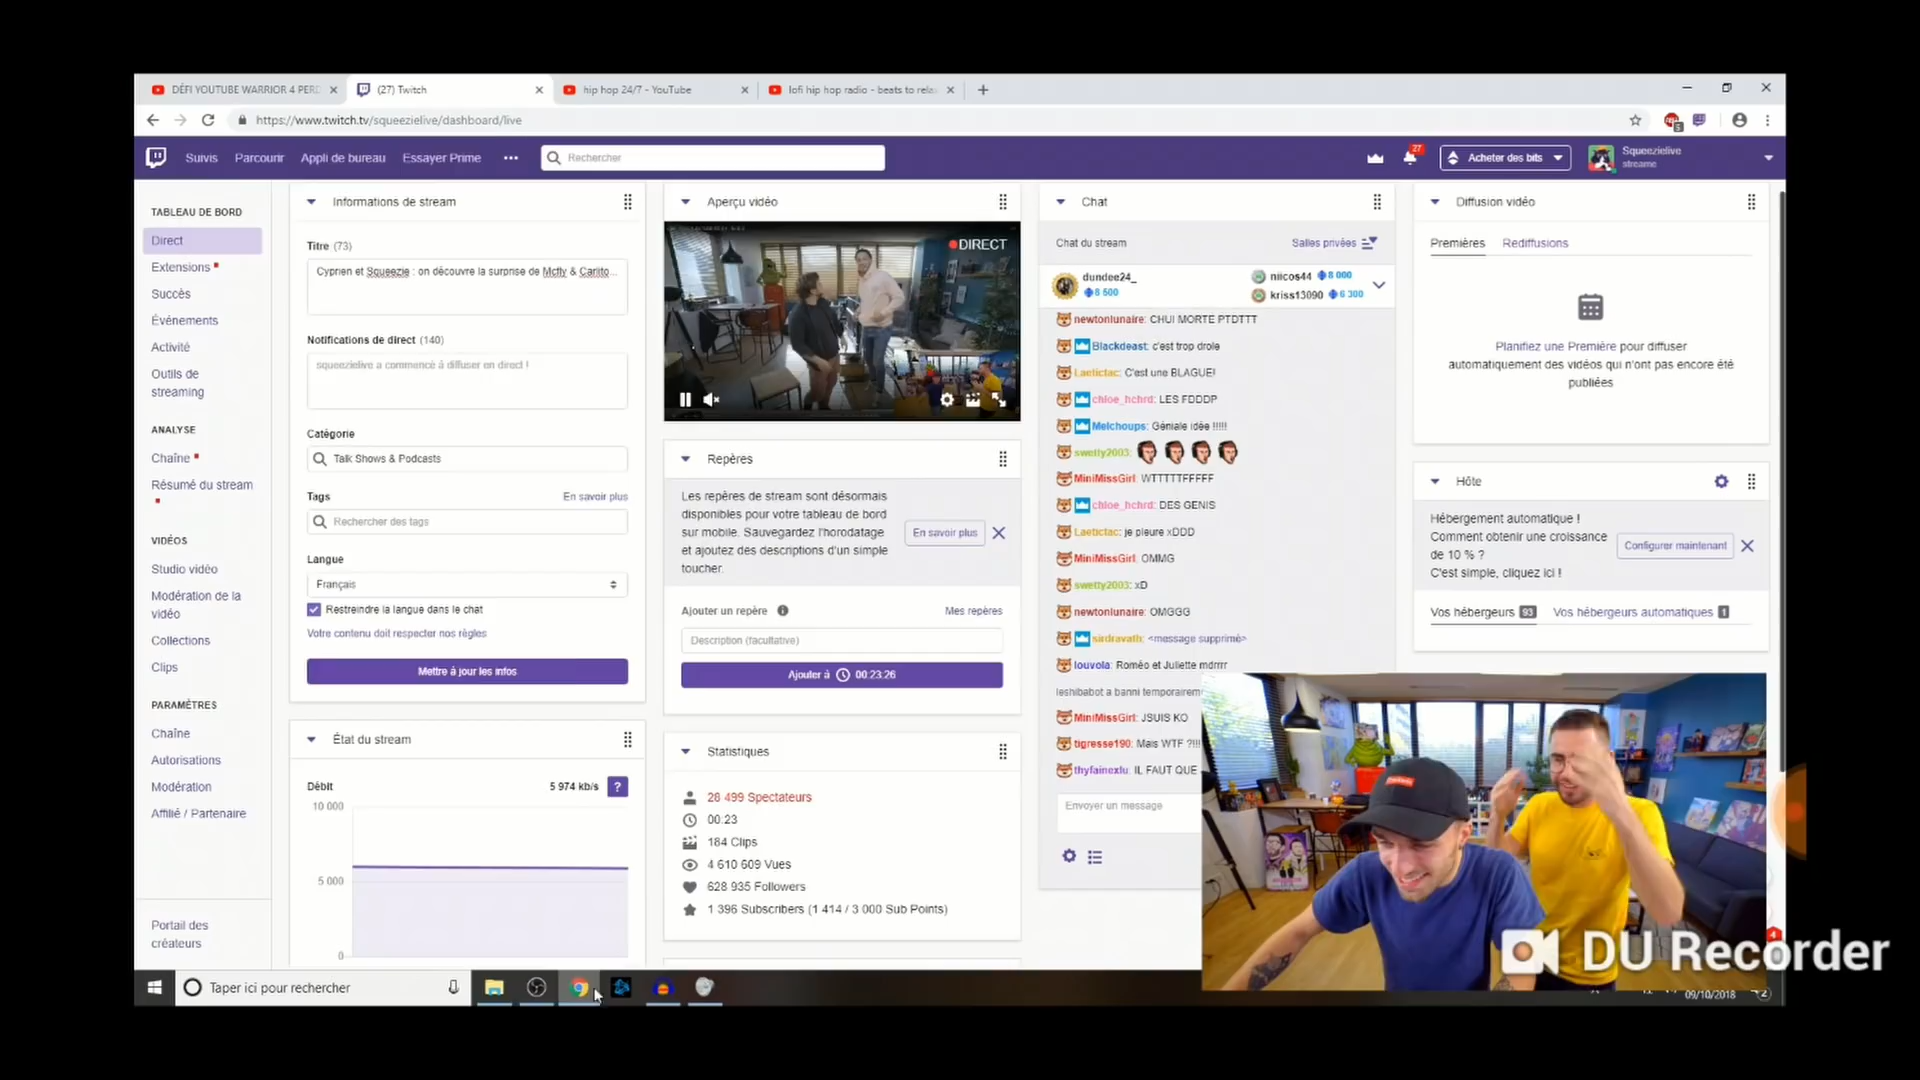 DÉFI YOUTUBE WARRIOR 4 PERD
(27) Twitch
hip hop 24/7 - YouTube
lofi hip hop radio - beats to relax
https://www.twitch.tv/squeezielive/dashboard/live
5
Suivis
Parcourir
Appli de bureau
Essayer Prime
Rechercher
27
Acheter des bits
Squeezielive
streame
TABLEAU DE BORD
Direct
Extensions
Succès
Événements
Activité
Outils de
streaming
ANALYSE
Chaîne
Résumé du stream
VIDÉOS
Studio vidéo
Modération de la
vidéo
Collections
Clips
PARAMÈTRES
Chaîne
Autorisations
Modération
Affilié / Partenaire
Portail des
créateurs
Informations de stream
Titre (73)
Cyprien et Squeezie : on découvre la surprise de Mcfly & Carlito...
Notifications de direct (140)
squeezielive a commencé à diffuser en direct !
Catégorie
Talk Shows & Podcasts
Tags
En savoir plus
Rechercher des tags
Langue
Français
Restreindre la langue dans le chat
Votre contenu doit respecter nos règles
Mettre à jour les infos
État du stream
Débit
5 974 kb/s
?
10 000
5 000
0
Aperçu vidéo
DIRECT
Repères
Les repères de stream sont désormais
disponibles pour votre tableau de bord
sur mobile. Sauvegardez l'horodatage
et ajoutez des descriptions d'un simple
toucher.
En savoir plus
Ajouter un repère
Mes repères
Description (facultative)
Ajouter à 00:23:26
Statistiques
28 499 Spectateurs
00:23
184 Clips
4 610 609 Vues
628 935 Followers
1 396 Subscribers (1 414 / 3 000 Sub Points)
Chat
Chat du stream
Salles privées
dundee24_
8 500
niicos44 8 000
kriss13090 6 300
newtonlunaire: CHUI MORTE PTDTTT
Blackdeast: c'est trop drole
Laetictac: C'est une BLAGUE!
chloe_hchrd: LES FDDDP
Melchoups: Géniale idée !!!!!
swetty2003:
MiniMissGirl: WTTTTTFFFFF
chloe_hchrd: DES GENIS
Laetictac: je pleure xDDD
MiniMissGirl: OMMG
swetty2003: xD
newtonlunaire: OMGGG
sirdravath: <message supprimé>
louvola: Roméo et Juliette mdrrrr
leshibabot a banni temporairem
MiniMissGirl: JSUIS KO
tigresse190: Mais WTF ?!!!
thyfainexlu: IL FAUT QUE
Envoyer un message
Diffusion vidéo
Premières
Rediffusions
Planifiez une Première pour diffuser
automatiquement des vidéos qui n'ont pas encore été
publiées
Hôte
Hébergement automatique !
Comment obtenir une croissance
de 10 % ?
C'est simple, cliquez ici !
Configurer maintenant
Vos hébergeurs 93
Vos hébergeurs automatiques 1
4
DU Recorder
Taper ici pour rechercher
09/10/2018
2